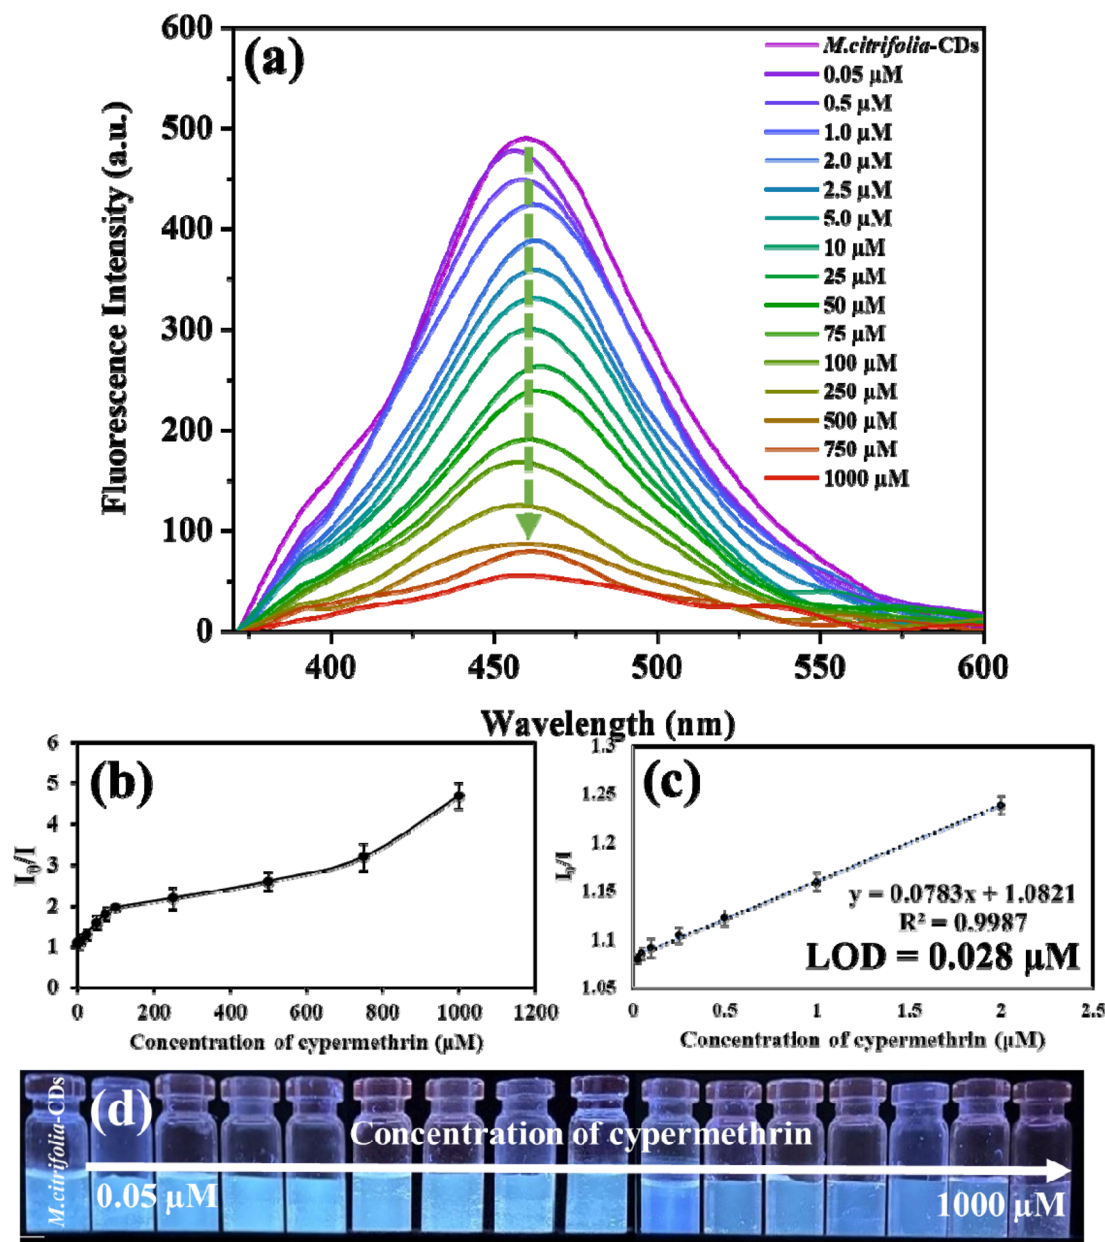 (a)
600
500
400
300
200
100
0
Fluorescence Intensity (a.u.)
M.citrifolia-CDs
0.05 μM
0.5 μM
1.0 μM
2.0 μM
2.5 μM
5.0 μM
10 μM
25 μM
50 μM
75 μM
100 μM
250 μM
500 μM
750 μM
1000 μM
400
450
500
550
600
Wavelength (nm)
(b)
6
5
4
3
2
1
0
I₀/I
0
200
400
600
800
1000
1200
Concentration of cypermethrin (μM)
(c)
1.3
1.25
1.2
1.15
1.1
1.05
I₀/I
y = 0.0783x + 1.0821
R² = 0.9987
LOD = 0.028 μM
0
0.5
1
1.5
2
2.5
Concentration of cypermethrin (μM)
M.citrifolia-CDs
(d)
Concentration of cypermethrin
0.05 μM
1000 μM